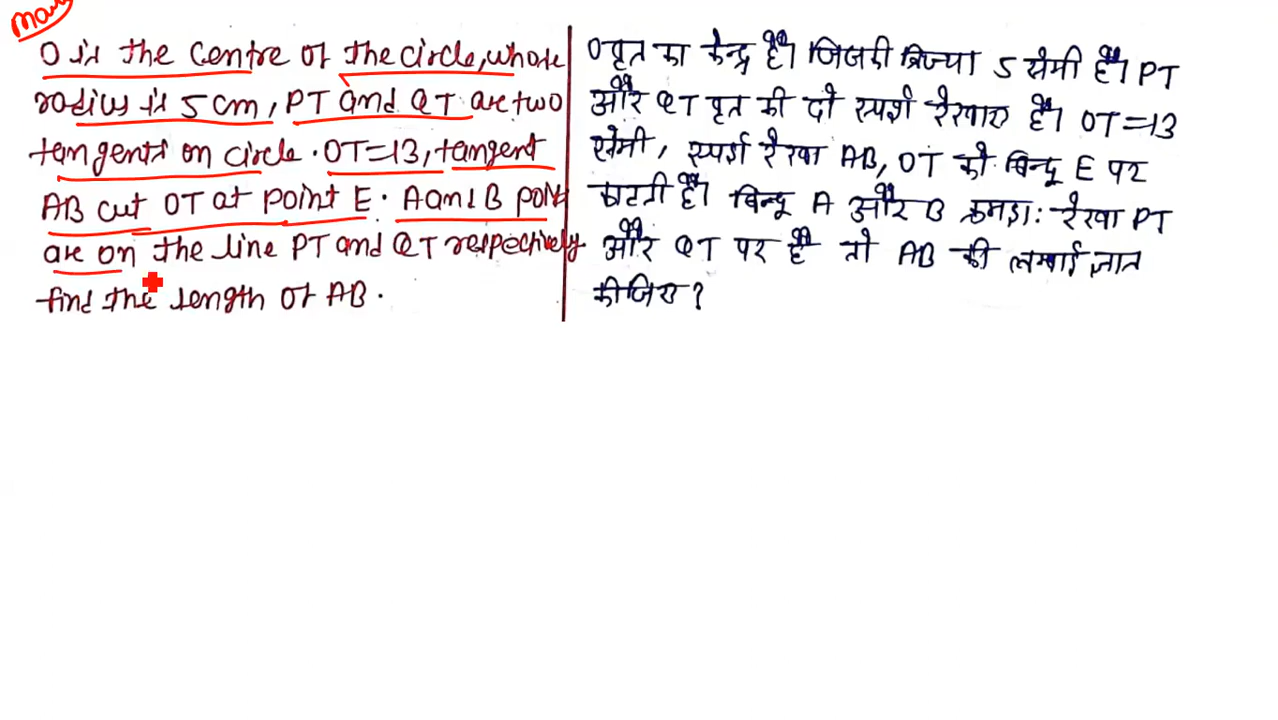 Mains
O is the centre of the circle, whose
radius is 5 cm, PT and QT are two
tangents on circle. OT=13, tangent
AB cut OT at point E. A and B point
are on the line PT and QT respectively
find the length of AB.
O वृत का केन्द्र है। जिसकी त्रिज्या 5 सेमी है। PT
और QT वृत की दो स्पर्श रेखाए है। OT=13
सेमी, स्पर्श रेखा AB, OT को बिन्दू E पर
काटती है। बिन्दू A और B क्रमशः रेखा PT
और QT पर है तो AB की लम्बाई ज्ञात
कीजिए ?